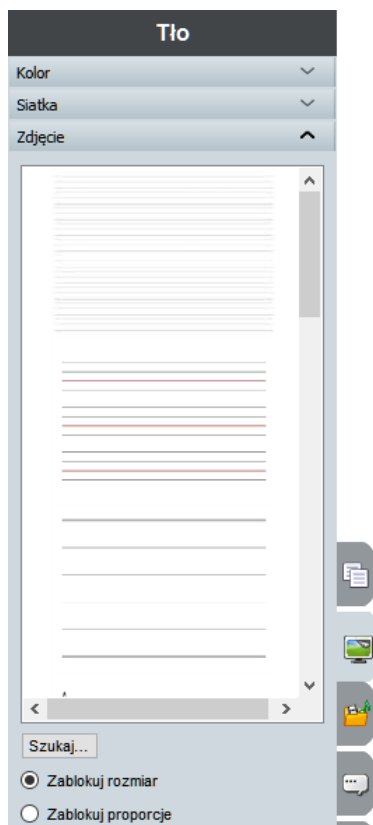 Tło
Kolor
Siatka
Zdjęcie
Szukaj...
Zablokuj rozmiar
Zablokuj proporcje